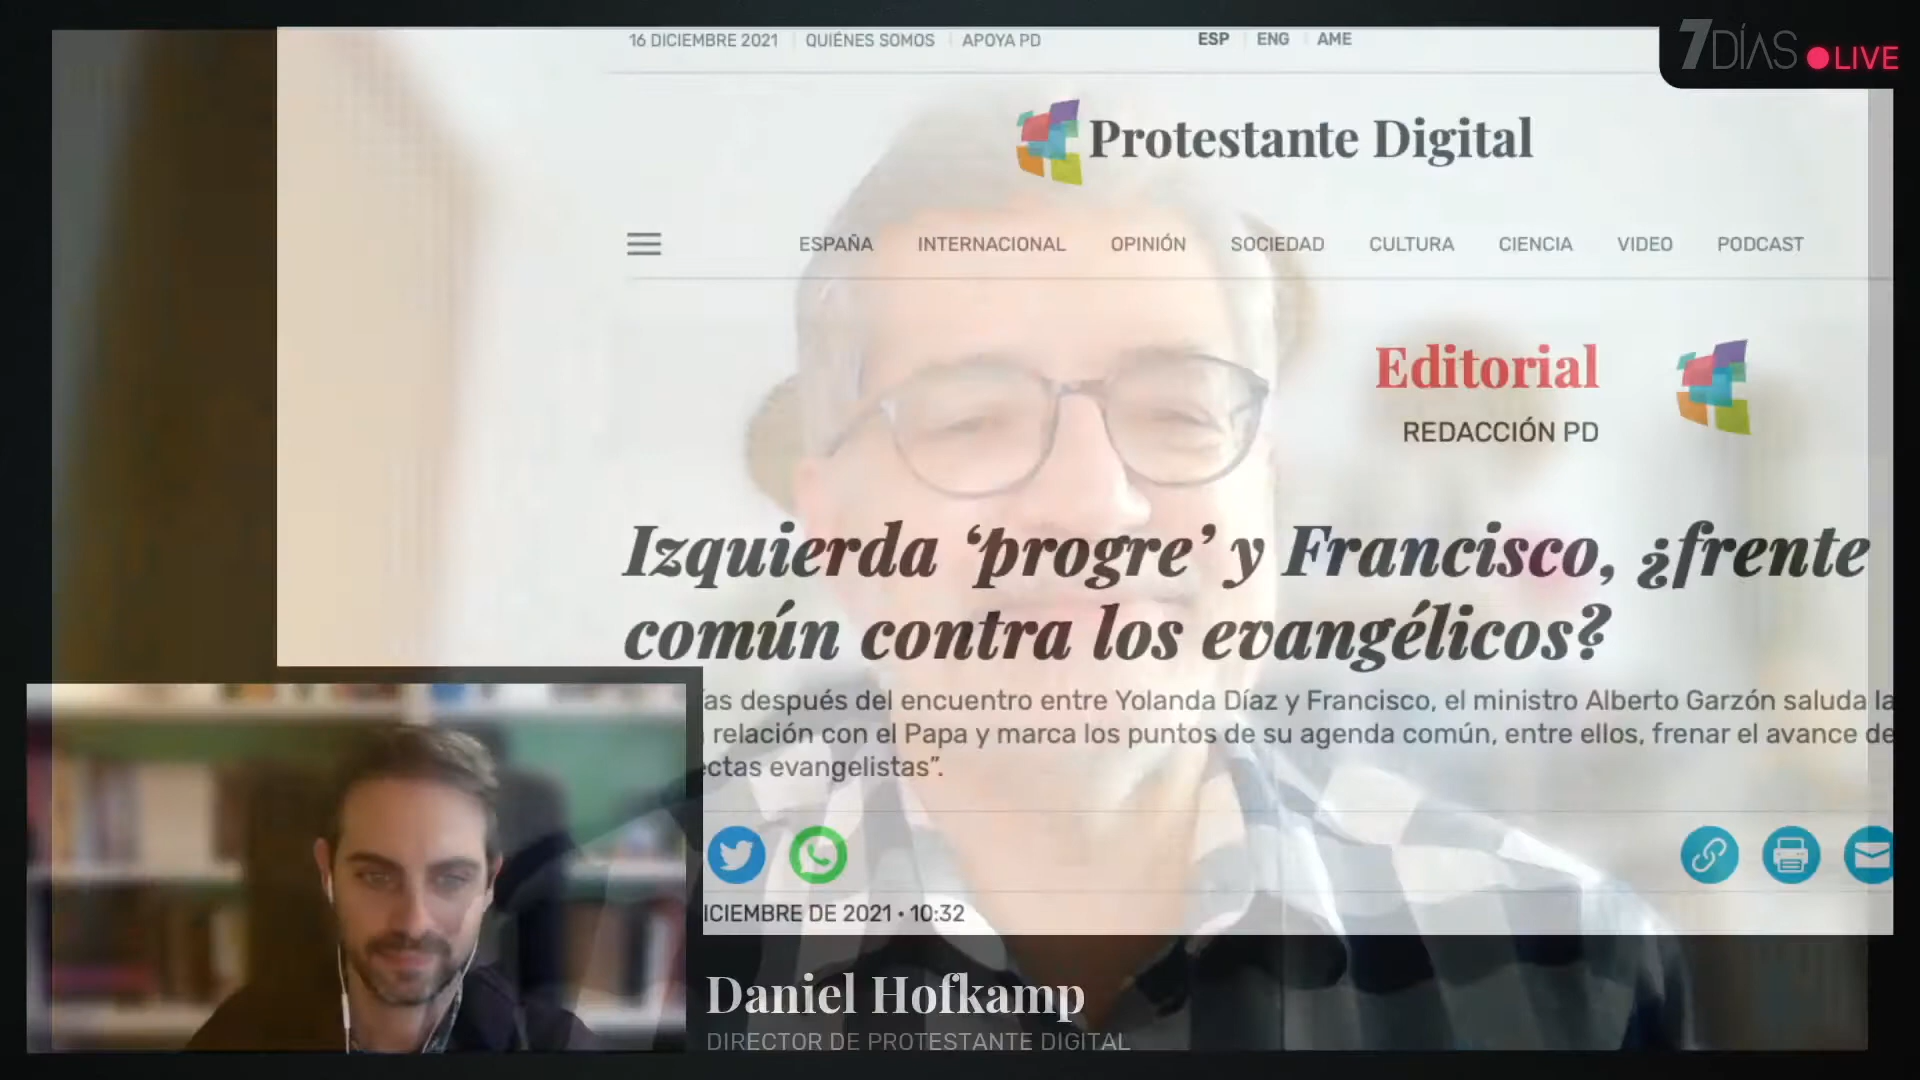 7DÍAS LIVE
16 DICIEMBRE 2021 QUIÉNES SOMOS APOYA PD ESP ENG AME
Protestante Digital
ESPAÑA INTERNACIONAL OPINIÓN SOCIEDAD CULTURA CIENCIA VIDEO PODCAST
Editorial
REDACCIÓN PD
Izquierda ‘progre’ y Francisco, ¿frente
común contra los evangélicos?
después del encuentro entre Yolanda Díaz y Francisco, el ministro Alberto Garzón saluda la
relación con el Papa y marca los puntos de su agenda común, entre ellos, frenar el avance de
evangelistas”.
ICIEMBRE DE 2021 • 10:32
Daniel Hofkamp
DIRECTOR DE PROTESTANTE DIGITAL